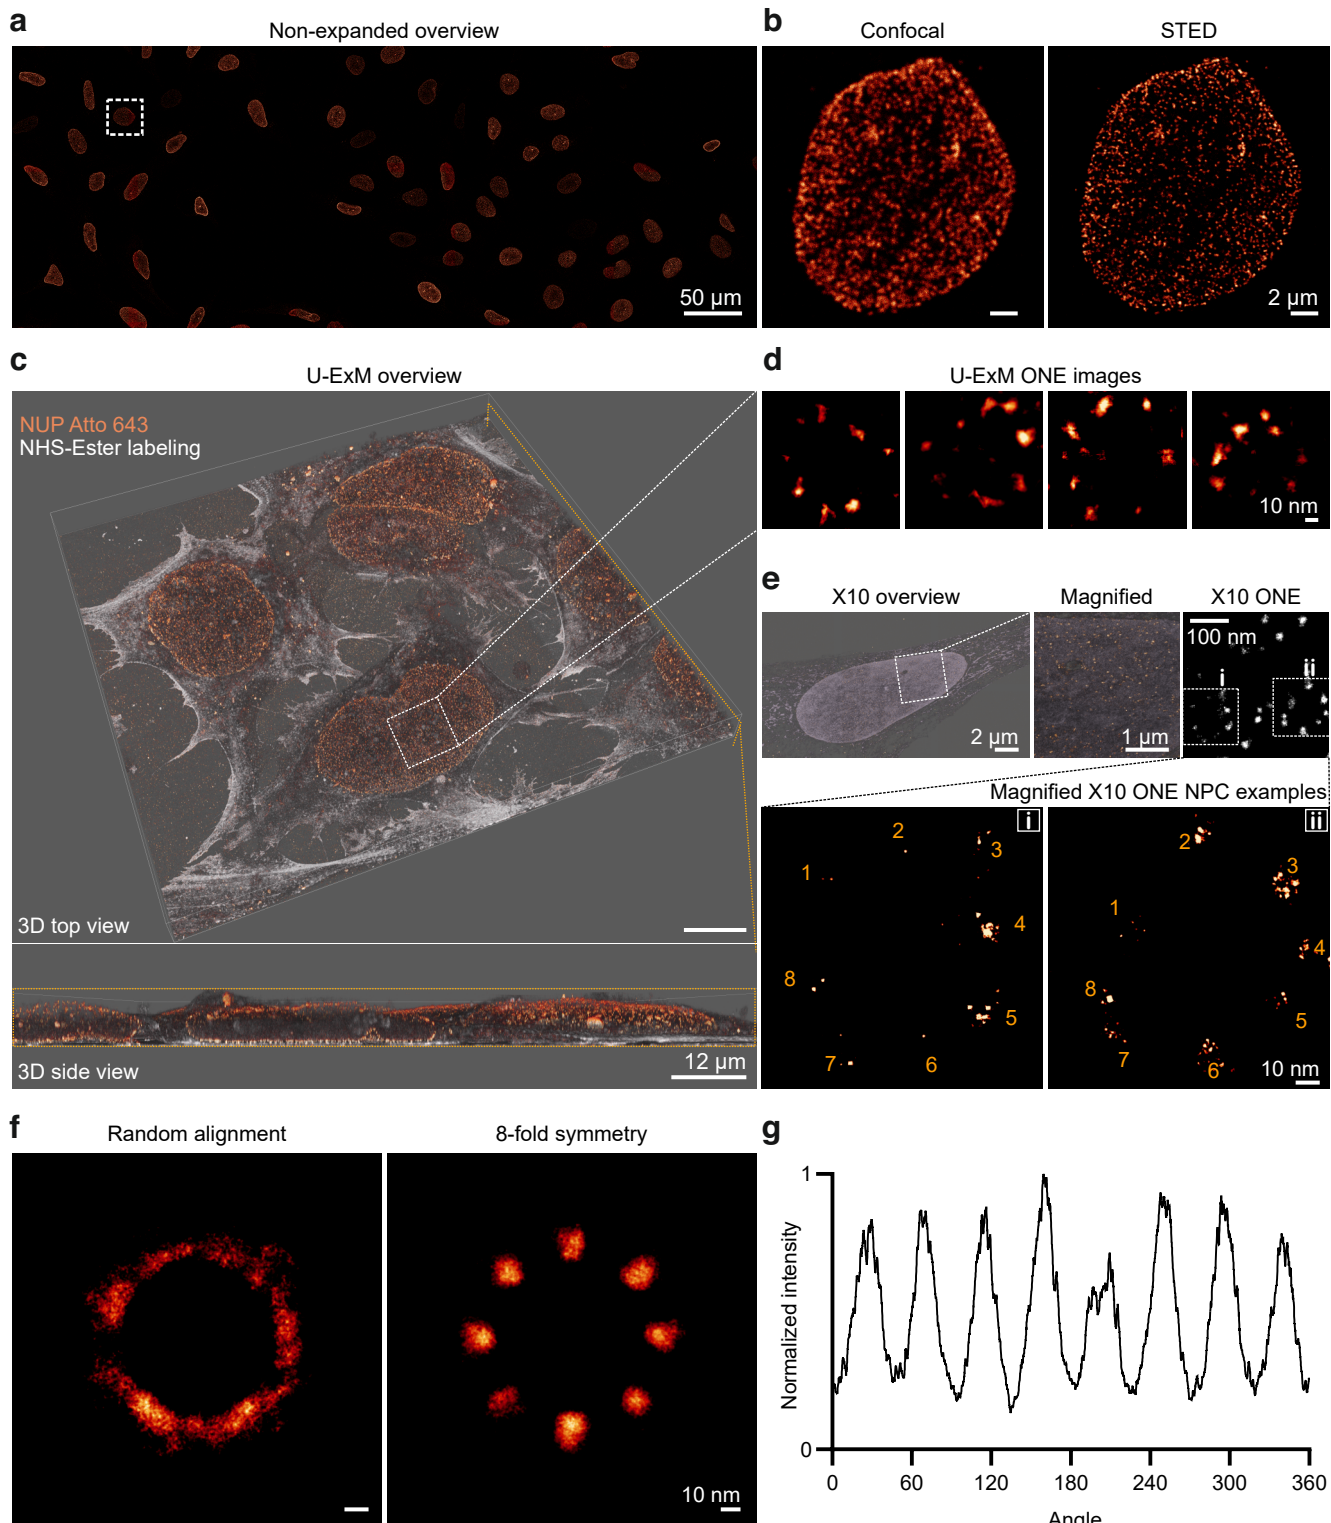 a
Non-expanded overview
50 µm
b
Confocal
STED
2 µm
c
U-ExM overview
NUP Atto 643
NHS-Ester labeling
3D top view
3D side view
12 µm
d
U-ExM ONE images
10 nm
e
X10 overview
Magnified
X10 ONE
2 µm
1 µm
100 nm
i
ii
Magnified X10 ONE NPC examples
i
1
2
3
4
5
6
7
8
ii
1
2
3
4
5
6
7
8
10 nm
f
Random alignment
8-fold symmetry
10 nm
g
Normalized intensity
1
0
0
60
120
180
240
300
360
Angle